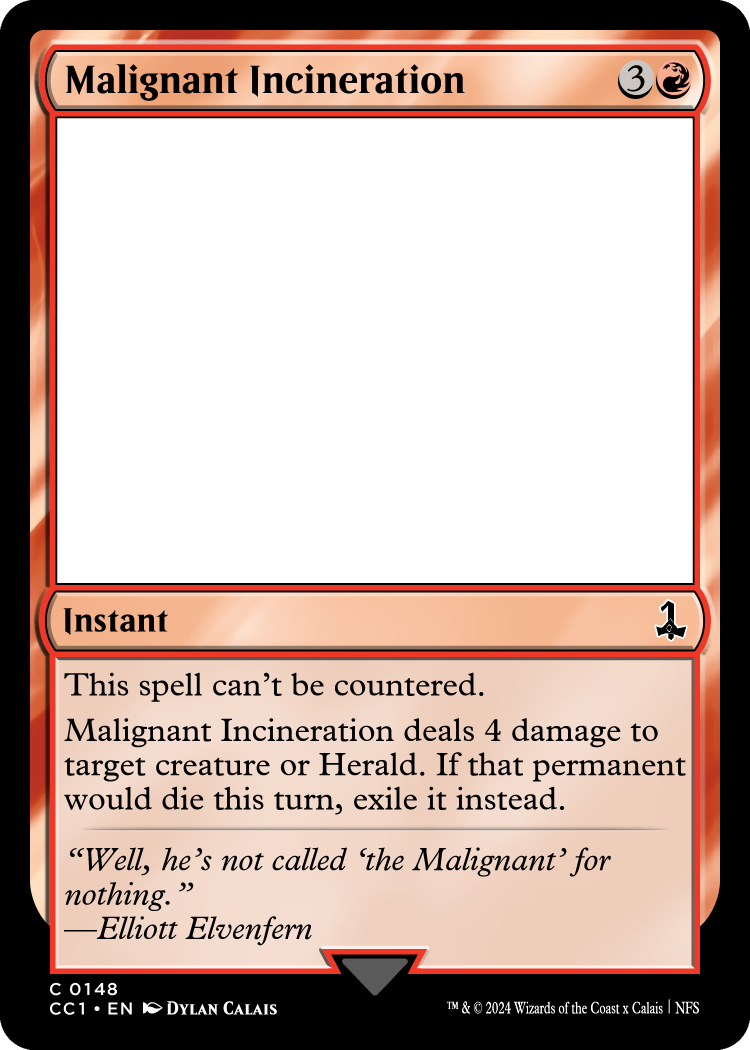 Malignant Incineration 3
Instant
This spell can't be countered.
Malignant Incineration deals 4 damage to
target creature or Herald. If that permanent
would die this turn, exile it instead.
“Well, he's not called ‘the Malignant’ for
nothing.”
—Elliott Elvenfern
C 0148
CC1 • EN DYLAN CALAIS
™ & © 2024 Wizards of the Coast x Calais | NFS